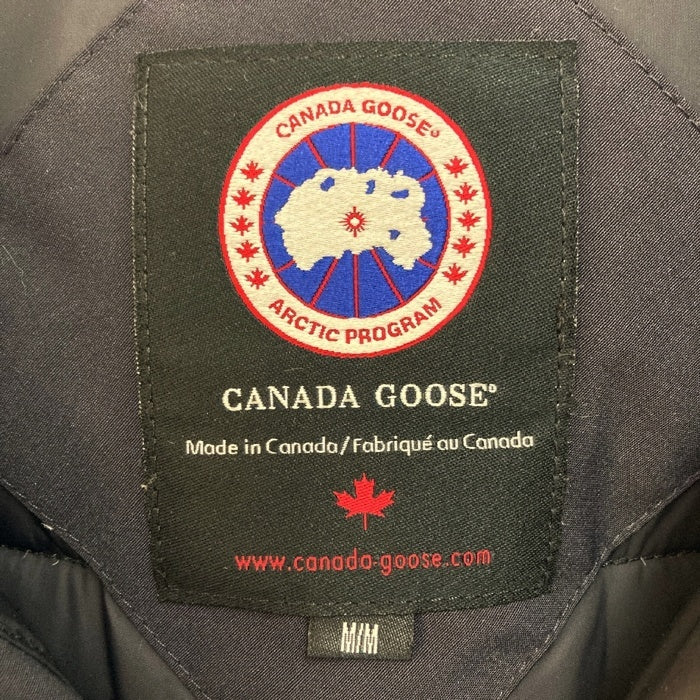 CANADA GOOSE®
ARCTIC PROGRAM
CANADA GOOSE®
Made in Canada/Fabriqué au Canada
www.canada-goose.com
M/M